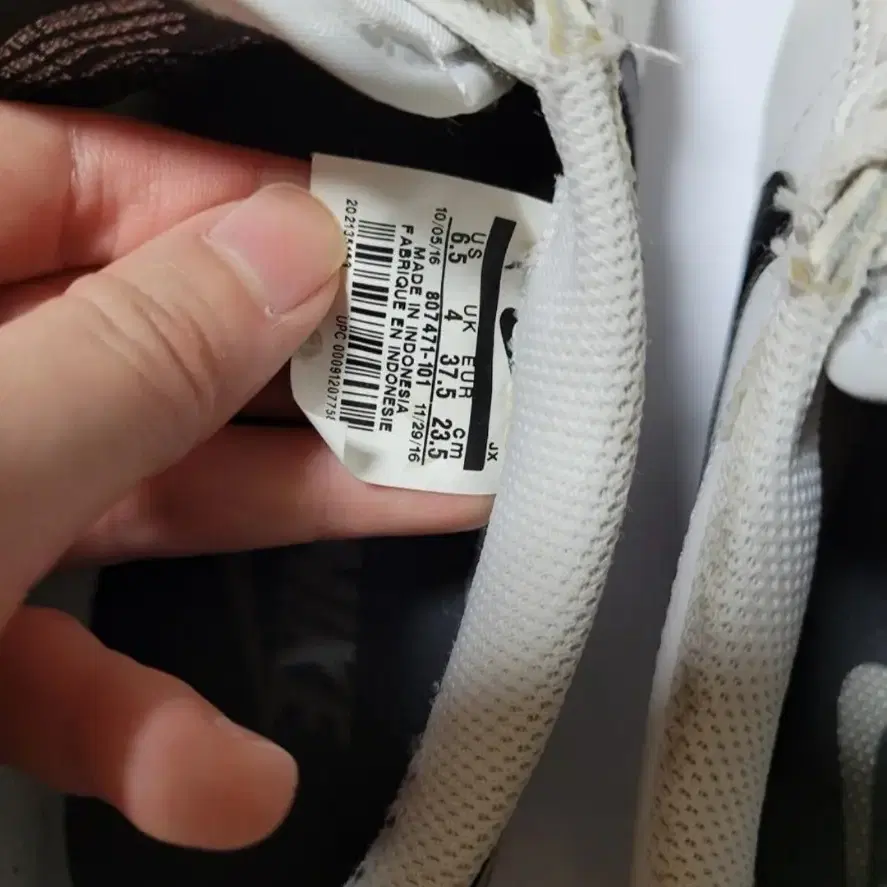 JX
US UK EUR cm
6.5 4 37.5 23.5
10/05/16 807471-101 11/29/16
MADE IN INDONESIA
FABRIQUE EN INDONESIE
UPC 00091207758